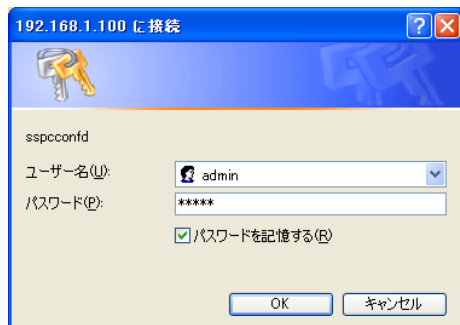 192.168.1.100 に接続
sspcconfd
ユーザー名(U):
admin
パスワード(P):
*****
パスワードを記憶する(R)
OK
キャンセル